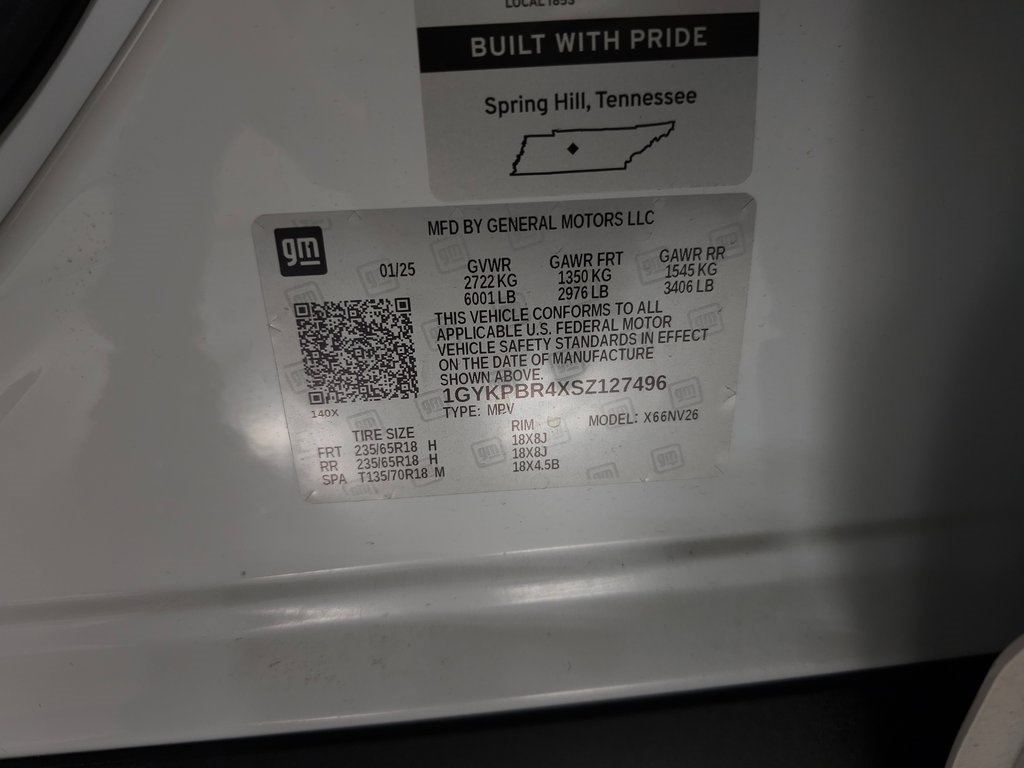 LOCAL 1853
BUILT WITH PRIDE
Spring Hill, Tennessee
gm
MFD BY GENERAL MOTORS LLC
01/25
GVWR
2722 KG
6001 LB
GAWR FRT
1350 KG
2976 LB
GAWR RR
1545 KG
3406 LB
THIS VEHICLE CONFORMS TO ALL
APPLICABLE U.S. FEDERAL MOTOR
VEHICLE SAFETY STANDARDS IN EFFECT
ON THE DATE OF MANUFACTURE
SHOWN ABOVE.
1GYKPBR4XSZ127496
TYPE: MPV
MODEL: X66NV26
140X
TIRE SIZE
RIM
FRT 235/65R18 H 18X8J
RR 235/65R18 H 18X8J
SPA T135/70R18 M 18X4.5B